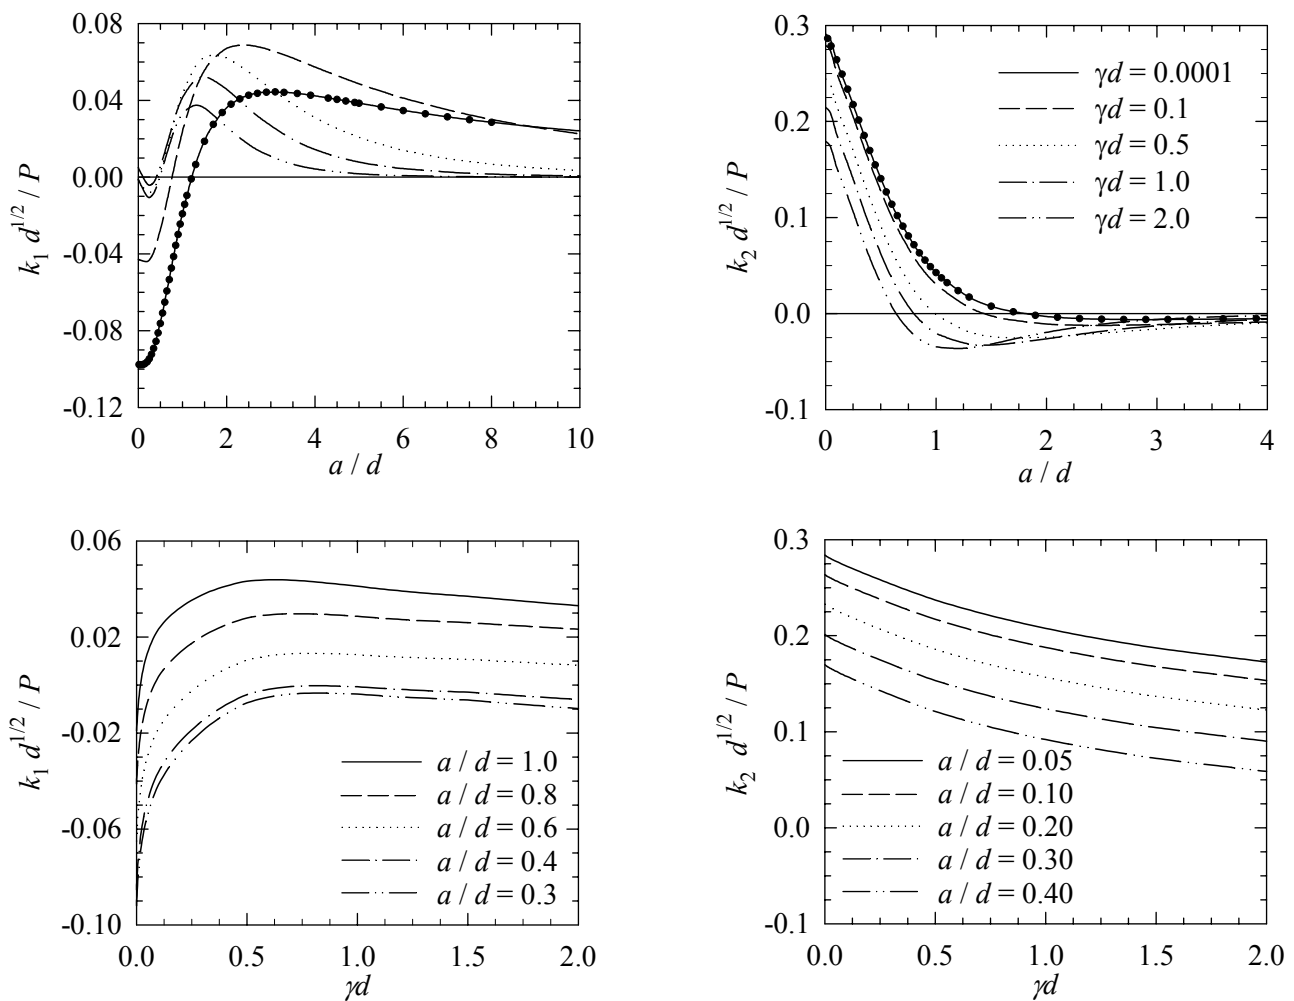 0.08
0.04
0.00
-0.04
-0.08
-0.12
k₁ d^{1/2} / P
0 2 4 6 8 10
a / d
0.3
0.2
0.1
0.0
-0.1
k₂ d^{1/2} / P
γd = 0.0001
γd = 0.1
γd = 0.5
γd = 1.0
γd = 2.0
0 1 2 3 4
a / d
0.06
0.02
-0.02
-0.06
-0.10
k₁ d^{1/2} / P
a / d = 1.0
a / d = 0.8
a / d = 0.6
a / d = 0.4
a / d = 0.3
0.0 0.5 1.0 1.5 2.0
γd
0.3
0.2
0.1
0.0
-0.1
k₂ d^{1/2} / P
a / d = 0.05
a / d = 0.10
a / d = 0.20
a / d = 0.30
a / d = 0.40
0.0 0.5 1.0 1.5 2.0
γd